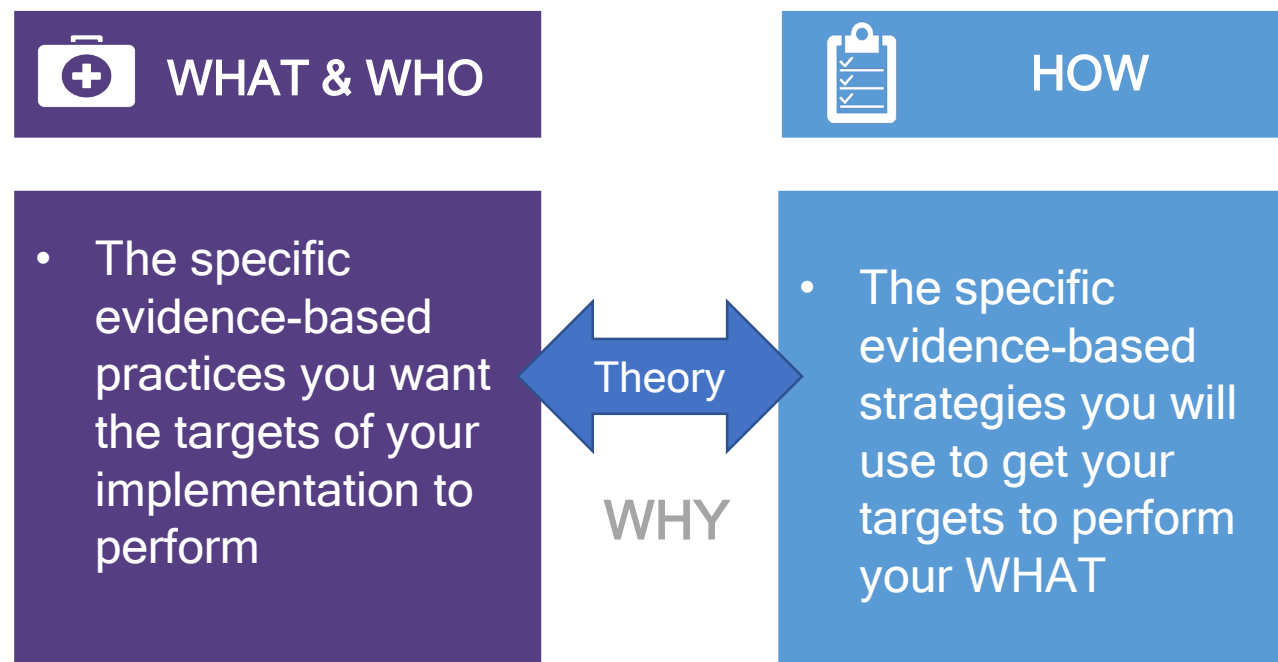 WHAT & WHO
HOW
• The specific
evidence-based
practices you want
the targets of your
implementation to
perform
Theory
WHY
• The specific
evidence-based
strategies you will
use to get your
targets to perform
your WHAT